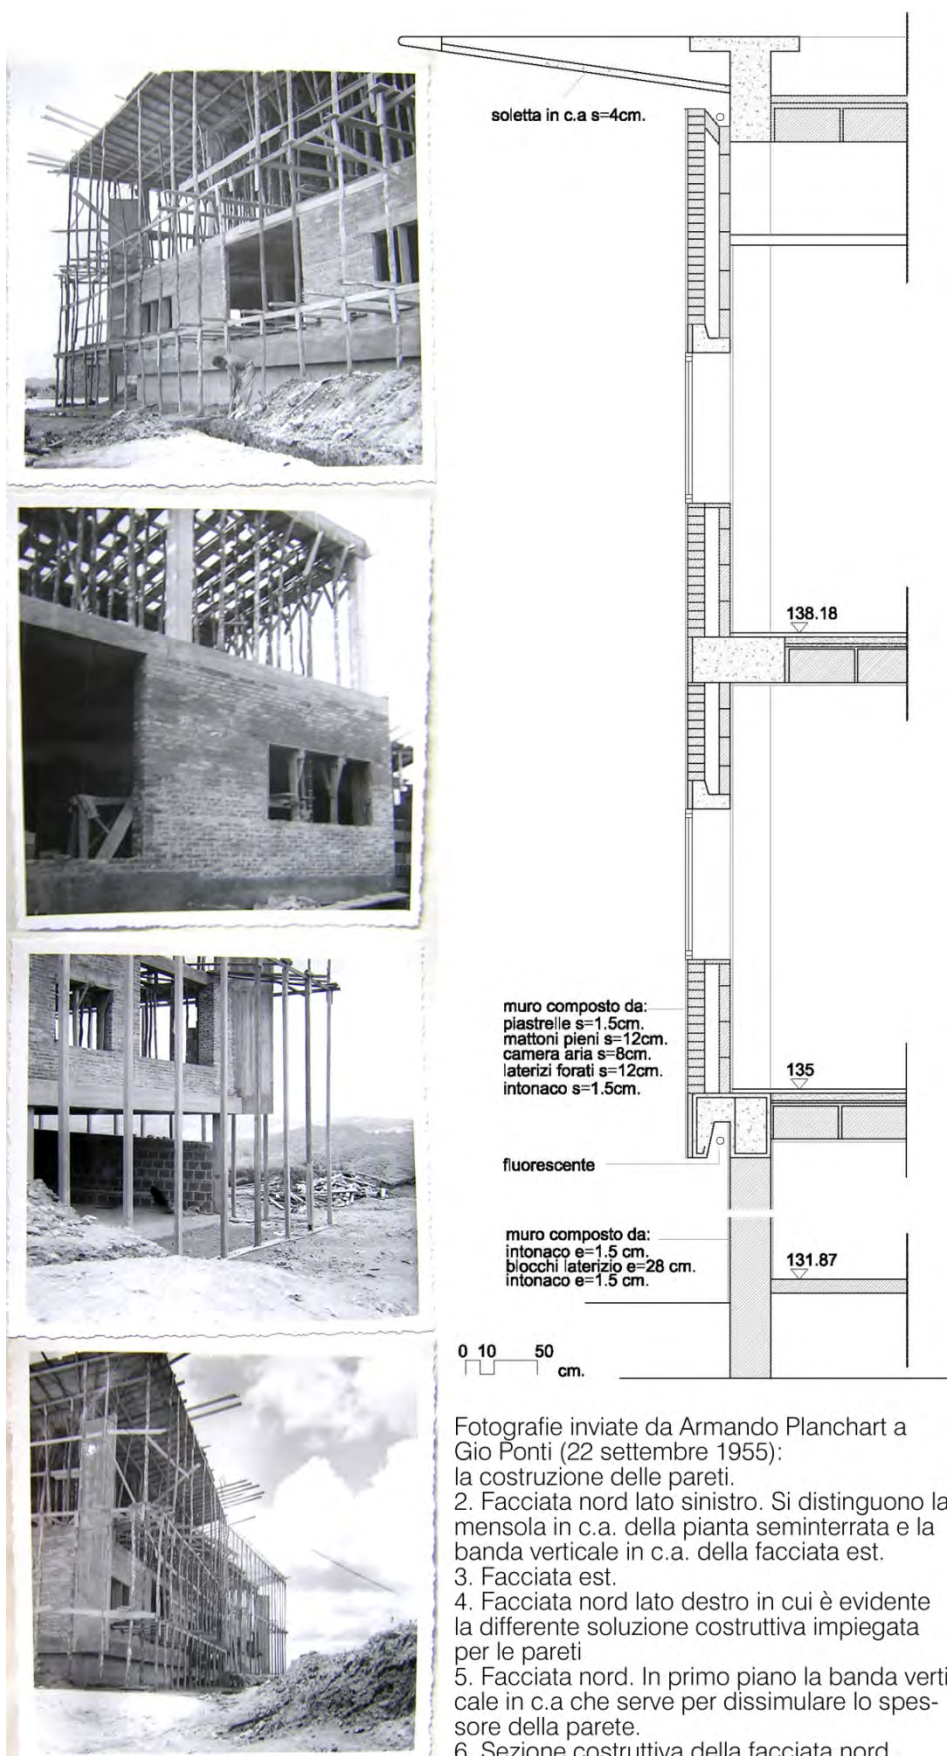 soletta in c.a s=4cm.
138.18
muro composto da:
piastrelle s=1.5cm.
mattoni pieni s=12cm.
camera aria s=8cm.
laterizi forati s=12cm.
intonaco s=1.5cm.
135
fluorescente
muro composto da:
intonaco e=1.5 cm.
blocchi laterizio e=28 cm.
intonaco e=1.5 cm.
131.87
0 10 50
cm.
Fotografie inviate da Armando Planchart a
Gio Ponti (22 settembre 1955):
la costruzione delle pareti.
2. Facciata nord lato sinistro. Si distinguono la
mensola in c.a. della pianta seminterrata e la
banda verticale in c.a. della facciata est.
3. Facciata est.
4. Facciata nord lato destro in cui è evidente
la differente soluzione costruttiva impiegata
per le pareti
5. Facciata nord. In primo piano la banda verti
cale in c.a che serve per dissimulare lo spes-
sore della parete.
6. Sezione costruttiva della facciata nord